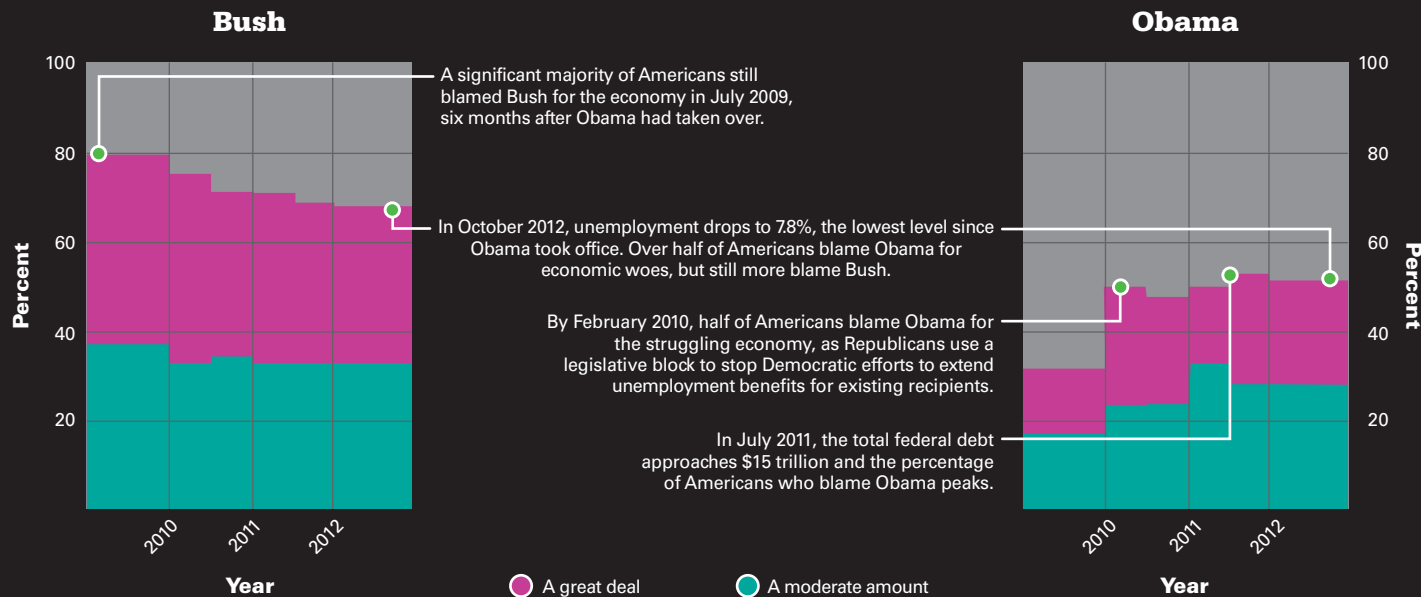 Bush
Obama
100
80
60
40
20
Percent
2010
2011
2012
Year
A significant majority of Americans still
blamed Bush for the economy in July 2009,
six months after Obama had taken over.
In October 2012, unemployment drops to 7.8%, the lowest level since
Obama took office. Over half of Americans blame Obama for
economic woes, but still more blame Bush.
By February 2010, half of Americans blame Obama for
the struggling economy, as Republicans use a
legislative block to stop Democratic efforts to extend
unemployment benefits for existing recipients.
In July 2011, the total federal debt
approaches $15 trillion and the percentage
of Americans who blame Obama peaks.
100
80
60
40
20
Percent
2010
2011
2012
Year
A great deal
A moderate amount